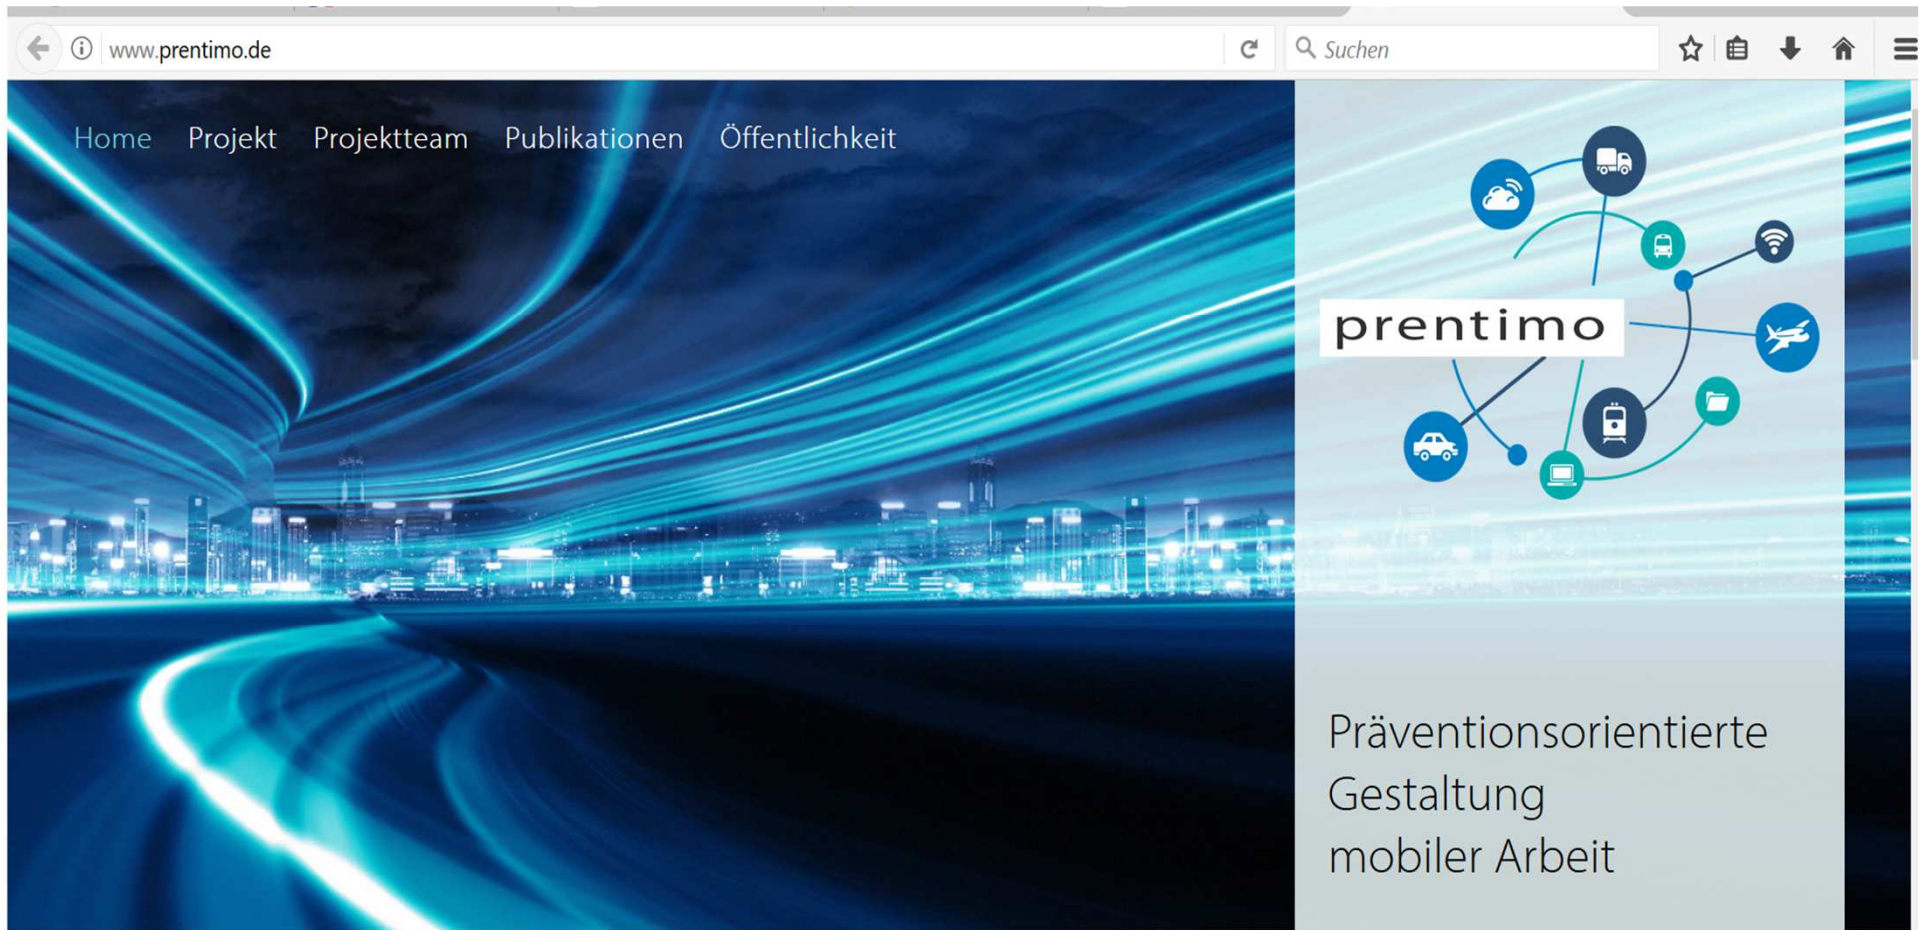 www.prentimo.de
Suchen
Home Projekt Projektteam Publikationen Öffentlichkeit
prentimo
Präventionsorientierte
Gestaltung
mobiler Arbeit